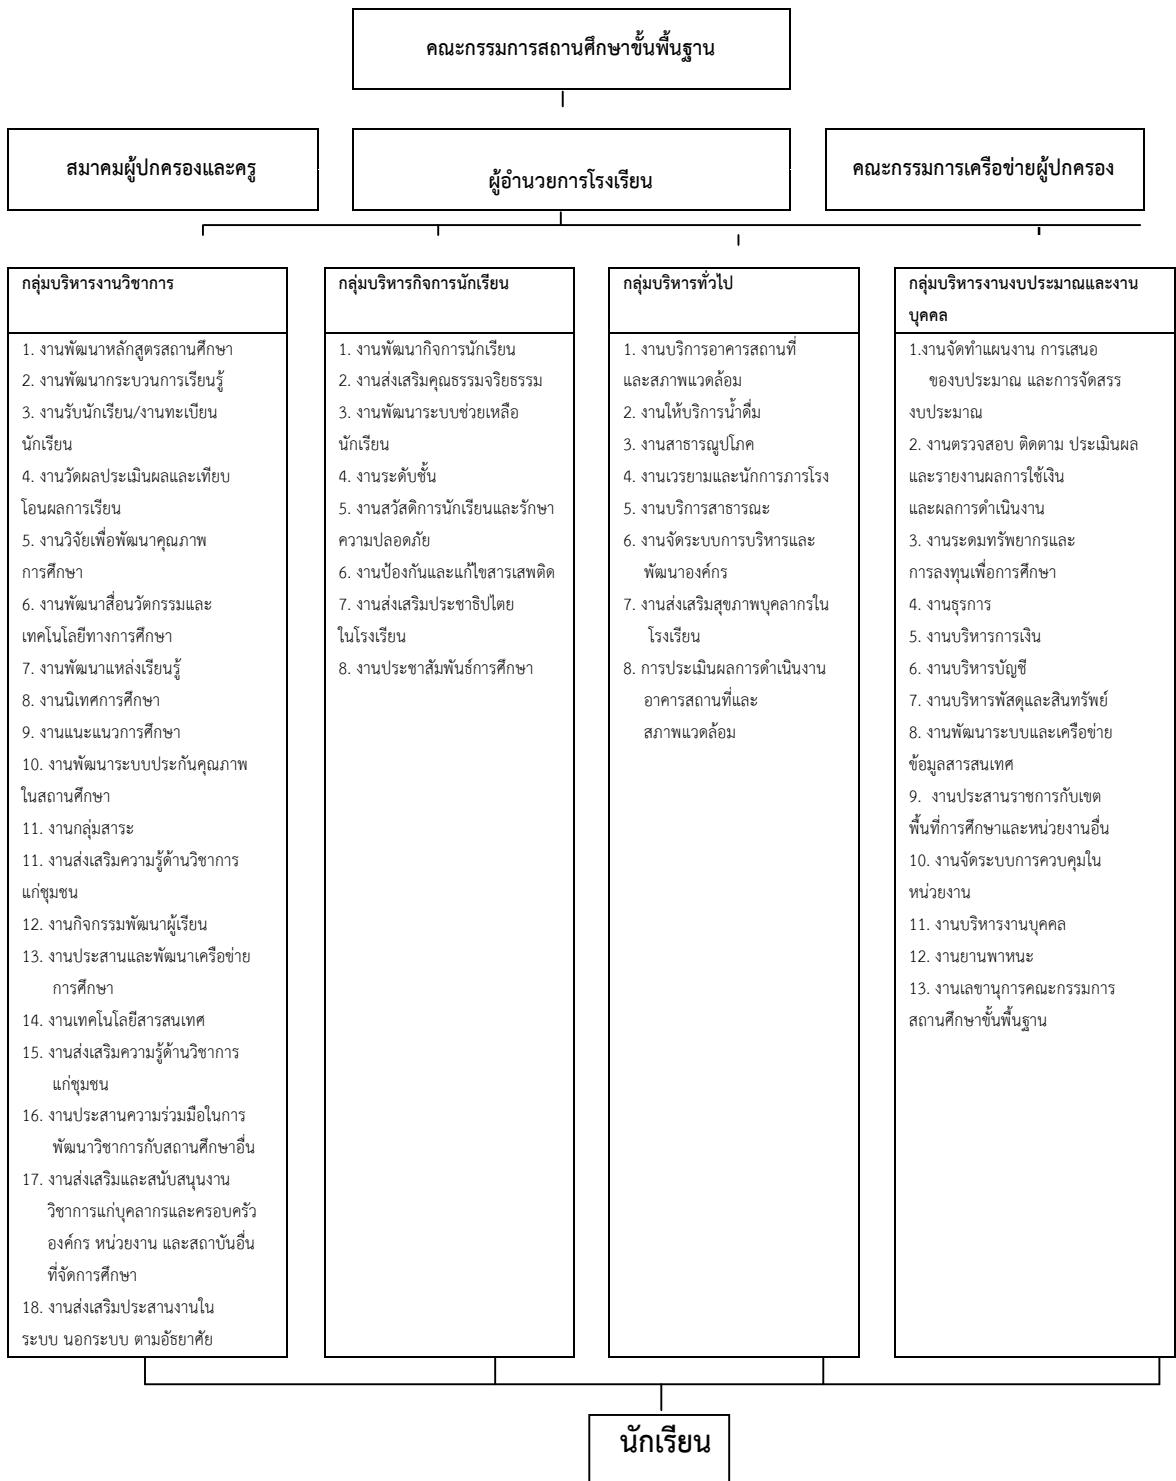 คณะกรรมการสถานศึกษาขั้นพื้นฐาน
สมาคมผู้ปกครองและครู
ผู้อำนวยการโรงเรียน
คณะกรรมการเครือข่ายผู้ปกครอง
กลุ่มบริหารงานวิชาการ
1. งานพัฒนาหลักสูตรสถานศึกษา
2. งานพัฒนากระบวนการเรียนรู้
3. งานรับนักเรียน/งานทะเบียน
นักเรียน
4. งานวัดผลประเมินผลและเทียบ
โอนผลการเรียน
5. งานวิจัยเพื่อพัฒนาคุณภาพ
การศึกษา
6. งานพัฒนาสื่อนวัตกรรมและ
เทคโนโลยีทางการศึกษา
7. งานพัฒนาแหล่งเรียนรู้
8. งานนิเทศการศึกษา
9. งานแนะแนวการศึกษา
10. งานพัฒนาระบบประกันคุณภาพ
ในสถานศึกษา
11. งานกลุ่มสาระ
11. งานส่งเสริมความรู้ด้านวิชาการ
แก่ชุมชน
12. งานกิจกรรมพัฒนาผู้เรียน
13. งานประสานและพัฒนาเครือข่าย
การศึกษา
14. งานเทคโนโลยีสารสนเทศ
15. งานส่งเสริมความรู้ด้านวิชาการ
แก่ชุมชน
16. งานประสานความร่วมมือในการ
พัฒนาวิชาการกับสถานศึกษาอื่น
17. งานส่งเสริมและสนับสนุนงาน
วิชาการแก่บุคลากรและครอบครัว
องค์กร หน่วยงาน และสถาบันอื่น
ที่จัดการศึกษา
18. งานส่งเสริมประสานงานใน
ระบบ นอกระบบ ตามอัธยาศัย
กลุ่มบริหารกิจการนักเรียน
1. งานพัฒนากิจการนักเรียน
2. งานส่งเสริมคุณธรรมจริยธรรม
3. งานพัฒนาระบบช่วยเหลือ
นักเรียน
4. งานระดับชั้น
5. งานสวัสดิการนักเรียนและรักษา
ความปลอดภัย
6. งานป้องกันและแก้ไขสารเสพติด
7. งานส่งเสริมประชาธิปไตย
ในโรงเรียน
8. งานประชาสัมพันธ์การศึกษา
กลุ่มบริหารทั่วไป
1. งานบริการอาคารสถานที่
และสภาพแวดล้อม
2. งานให้บริการน้ำดื่ม
3. งานสาธารณูปโภค
4. งานเวรยามและนักการภารโรง
5. งานบริการสาธารณะ
6. งานจัดระบบการบริหารและ
พัฒนาองค์กร
7. งานส่งเสริมสุขภาพบุคลากรใน
โรงเรียน
8. การประเมินผลการดำเนินงาน
อาคารสถานที่และ
สภาพแวดล้อม
กลุ่มบริหารงานงบประมาณและงาน
บุคคล
1.งานจัดทำแผนงาน การเสนอ
ของบประมาณ และการจัดสรร
งบประมาณ
2. งานตรวจสอบ ติดตาม ประเมินผล
และรายงานผลการใช้เงิน
และผลการดำเนินงาน
3. งานระดมทรัพยากรและ
การลงทุนเพื่อการศึกษา
4. งานธุรการ
5. งานบริหารการเงิน
6. งานบริหารบัญชี
7. งานบริหารพัสดุและสินทรัพย์
8. งานพัฒนาระบบและเครือข่าย
ข้อมูลสารสนเทศ
9. งานประสานราชการกับเขต
พื้นที่การศึกษาและหน่วยงานอื่น
10. งานจัดระบบการควบคุมใน
หน่วยงาน
11. งานบริหารงานบุคคล
12. งานยานพาหนะ
13. งานเลขานุการคณะกรรมการ
สถานศึกษาขั้นพื้นฐาน
นักเรียน